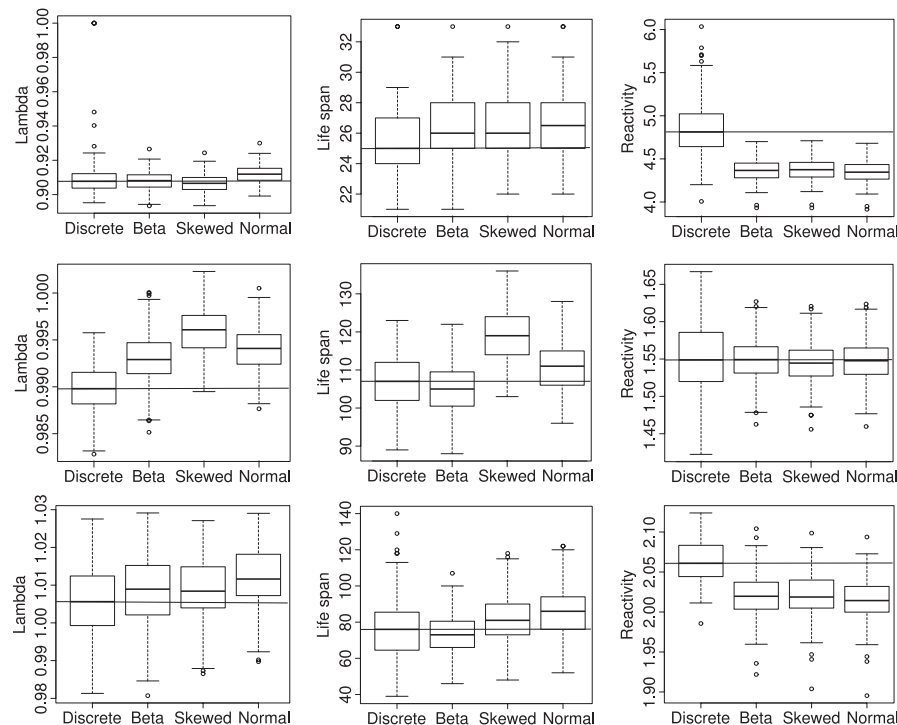 Lambda
1.00
0.98
0.96
0.94
0.92
0.90
Discrete Beta Skewed Normal
Life span
32
30
28
26
24
22
Discrete Beta Skewed Normal
Reactivity
6.0
5.5
5.0
4.5
4.0
Discrete Beta Skewed Normal
Lambda
1.000
0.995
0.990
0.985
Discrete Beta Skewed Normal
Life span
130
120
110
100
90
Discrete Beta Skewed Normal
Reactivity
1.65
1.60
1.55
1.50
1.45
Discrete Beta Skewed Normal
Lambda
1.03
1.02
1.01
1.00
0.99
0.98
Discrete Beta Skewed Normal
Life span
140
120
100
80
60
40
Discrete Beta Skewed Normal
Reactivity
2.10
2.05
2.00
1.95
1.90
Discrete Beta Skewed Normal